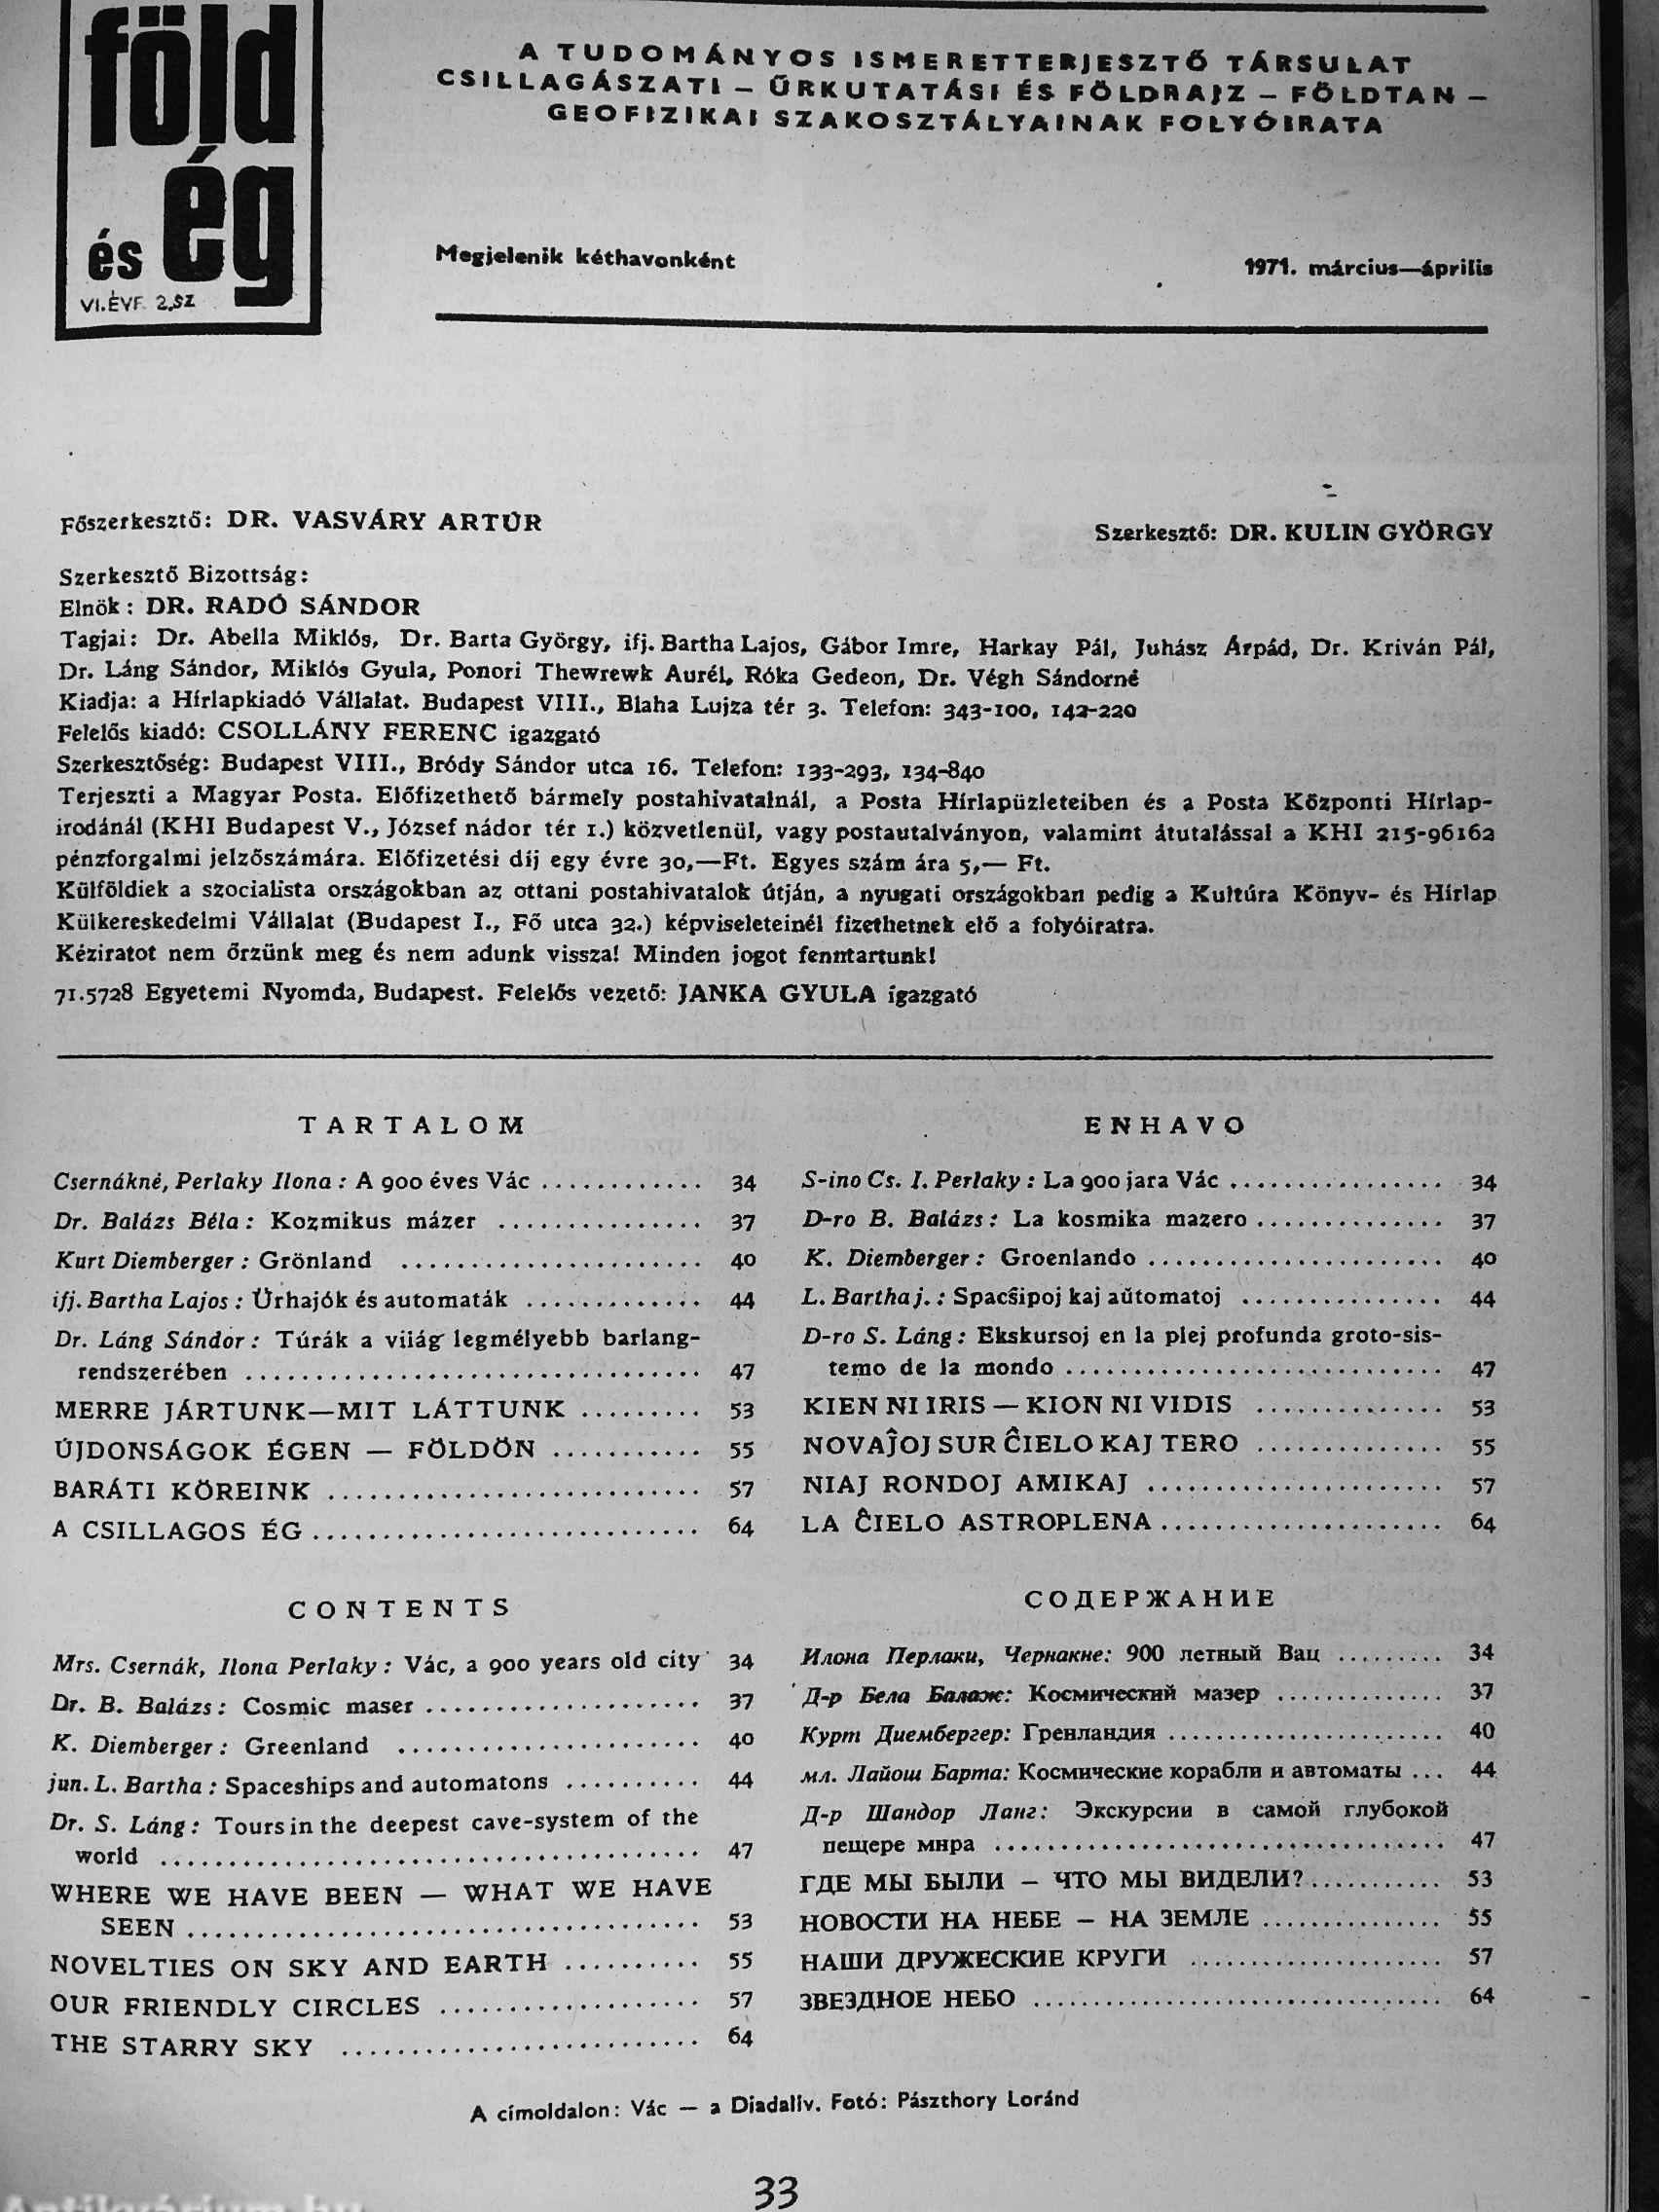 föld
és ég
VI. ÉVF. 2. SZ
A TUDOMÁNYOS ISMERETTERJESZTŐ TÁRSULAT
CSILLAGÁSZATI – ŰRKUTATÁSI ÉS FÖLDRAJZ – FÖLDTAN –
GEOFIZIKAI SZAKOSZTÁLYAINAK FOLYÓIRATA
Megjelenik kéthavonként
1971. március—április
Főszerkesztő: DR. VASVÁRY ARTÚR
Szerkesztő: DR. KULIN GYÖRGY
Szerkesztő Bizottság:
Elnök: DR. RADÓ SÁNDOR
Tagjai: Dr. Abella Miklós, Dr. Barta György, ifj. Bartha Lajos, Gábor Imre, Harkay Pál, Juhász Árpád, Dr. Kriván Pál,
Dr. Láng Sándor, Miklós Gyula, Ponori Thewrewk Aurél, Róka Gedeon, Dr. Végh Sándorné
Kiadja: a Hírlapkiadó Vállalat. Budapest VIII., Blaha Lujza tér 3. Telefon: 343-100, 142-220
Felelős kiadó: CSOLLÁNY FERENC igazgató
Szerkesztőség: Budapest VIII., Bródy Sándor utca 16. Telefon: 133-293, 134-840
Terjeszti a Magyar Posta. Előfizethető bármely postahivatalnál, a Posta Hírlapüzleteiben és a Posta Központi Hírlap-
irodánál (KHI Budapest V., József nádor tér 1.) közvetlenül, vagy postautalványon, valamint átutalással a KHI 215-96162
pénzforgalmi jelzőszámára. Előfizetési díj egy évre 30,—Ft. Egyes szám ára 5,— Ft.
Külföldiek a szocialista országokban az ottani postahivatalok útján, a nyugati országokban pedig a Kultúra Könyv- és Hírlap
Külkereskedelmi Vállalat (Budapest I., Fő utca 32.) képviseleteinél fizethetnek elő a folyóiratra.
Kéziratot nem őrzünk meg és nem adunk vissza! Minden jogot fenntartunk!
71.5728 Egyetemi Nyomda, Budapest. Felelős vezető: JANKA GYULA igazgató
TARTALOM
Csernákné, Perlaky Ilona: A 900 éves Vác ............ 34
Dr. Balázs Béla: Kozmikus mázer ............... 37
Kurt Diemberger: Grönland ...................... 40
ifj. Bartha Lajos: Űrhajók és automaták ............. 44
Dr. Láng Sándor: Túrák a világ legmélyebb barlang-
rendszerében ................................. 47
MERRE JÁRTUNK—MIT LÁTTUNK ......... 53
ÚJDONSÁGOK ÉGEN — FÖLDÖN ........... 55
BARÁTI KÖREINK ........................... 57
A CSILLAGOS ÉG ............................ 64
ENHAVO
S-ino Cs. I. Perlaky: La 900 jara Vác ................ 34
D-ro B. Balázs: La kosmika mazero .............. 37
K. Diemberger: Groenlando ...................... 40
L. Bartha j.: Spacŝipoj kaj aŭtomatoj ............... 44
D-ro S. Láng: Ekskursoj en la plej profunda groto-sis-
temo de la mondo ............................ 47
KIEN NI IRIS — KION NI VIDIS .............. 53
NOVAĴOJ SUR ĈIELO KAJ TERO .............. 55
NIAJ RONDOJ AMIKAJ ...................... 57
LA ĈIELO ASTROPLENA ..................... 64
CONTENTS
Mrs. Csernák, Ilona Perlaky: Vác, a 900 years old city 34
Dr. B. Balázs: Cosmic maser .................... 37
K. Diemberger: Greenland ...................... 40
jun. L. Bartha: Spaceships and automatons .......... 44
Dr. S. Láng: Tours in the deepest cave-system of the
world ....................................... 47
WHERE WE HAVE BEEN — WHAT WE HAVE
SEEN ..................................... 53
NOVELTIES ON SKY AND EARTH .......... 55
OUR FRIENDLY CIRCLES ................... 57
THE STARRY SKY .......................... 64
СОДЕРЖАНИЕ
Илона Перлаки, Чернакне: 900 летный Вац ......... 34
Д-р Бела Балаж: Космический мазер .............. 37
Курт Диембергер: Гренландия ........................ 40
мл. Лайош Барта: Космические корабли и автоматы ... 44
Д-р Шандор Ланг: Экскурсии в самой глубокой
пещере мира .................................. 47
ГДЕ МЫ БЫЛИ – ЧТО МЫ ВИДЕЛИ?........... 53
НОВОСТИ НА НЕБЕ – НА ЗЕМЛЕ ............... 55
НАШИ ДРУЖЕСКИЕ КРУГИ ...................... 57
ЗВЕЗДНОЕ НЕБО .................................. 64
A címoldalon: Vác — a Diadalív. Fotó: Pászthory Loránd
33
Antikvárium.hu